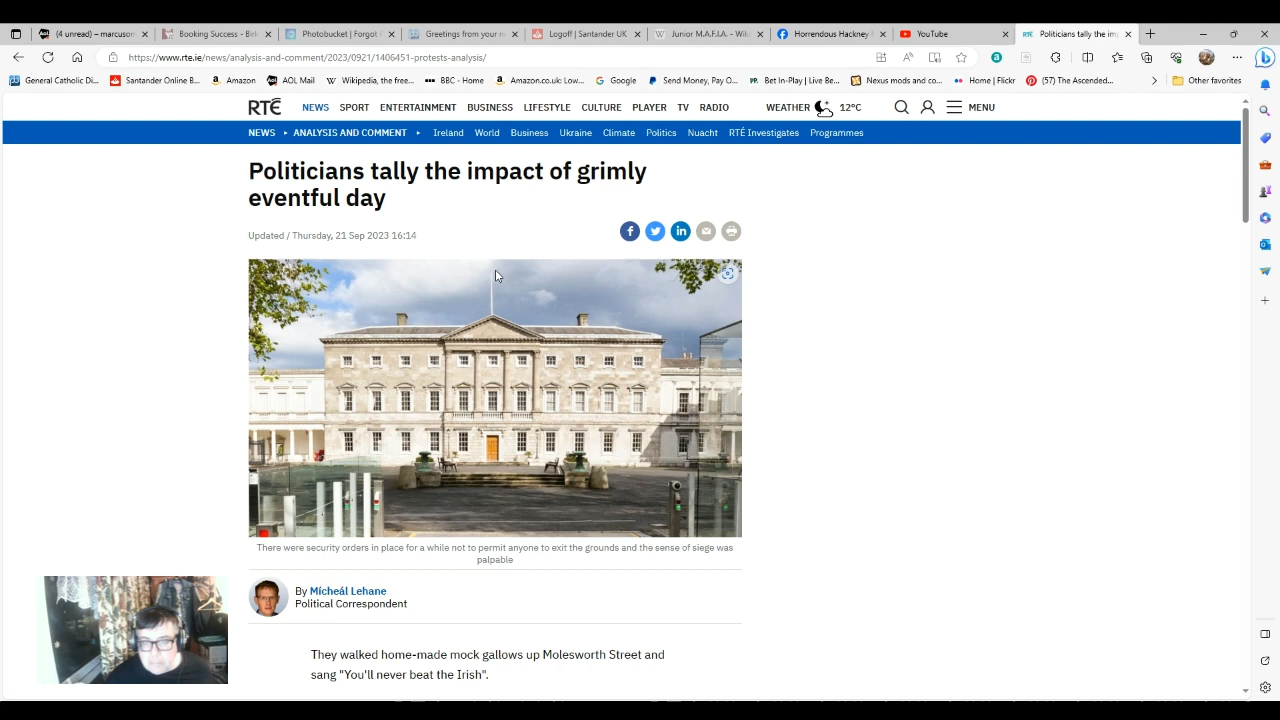 (4 unread) - marcusom
Booking Success - Bel
Photobucket | Forgot P
Greetings from your n
Logoff | Santander UK
Junior M.A.F.I.A. - Wiki
Horrendous Hackney
YouTube
Politicians tally the im
https://www.rte.ie/news/analysis-and-comment/2023/0921/1406451-protests-analysis/
General Catholic Di...
Santander Online B...
Amazon
AOL Mail
Wikipedia, the free...
BBC - Home
Amazon.co.uk: Low...
Google
Send Money, Pay O...
Bet In-Play | Live Be...
Nexus mods and co...
Home | Flickr
(57) The Ascended...
Other favorites
RTÉ NEWS SPORT ENTERTAINMENT BUSINESS LIFESTYLE CULTURE PLAYER TV RADIO WEATHER 12°C MENU
NEWS ANALYSIS AND COMMENT Ireland World Business Ukraine Climate Politics Nuacht RTÉ Investigates Programmes
Politicians tally the impact of grimly
eventful day
Updated / Thursday, 21 Sep 2023 16:14
There were security orders in place for a while not to permit anyone to exit the grounds and the sense of siege was
palpable
By Mícheál Lehane
Political Correspondent
They walked home-made mock gallows up Molesworth Street and
sang "You'll never beat the Irish".